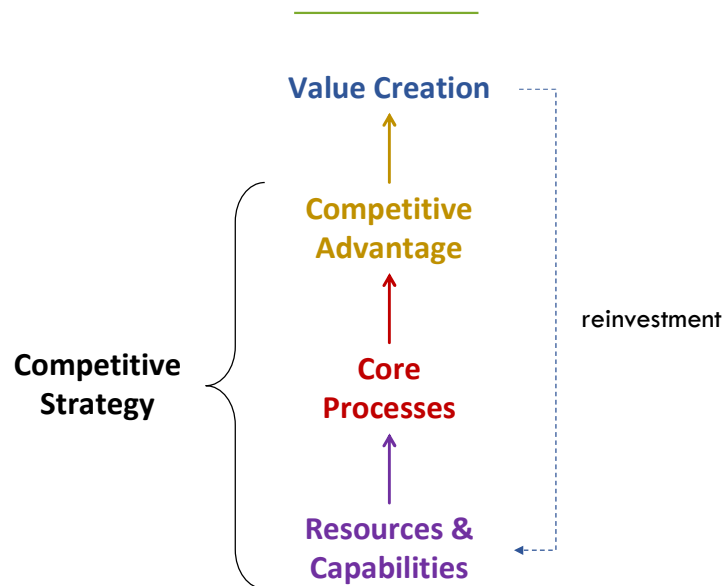 Value Creation
Competitive
Advantage
reinvestment
Competitive
Strategy
Core
Processes
Resources &
Capabilities